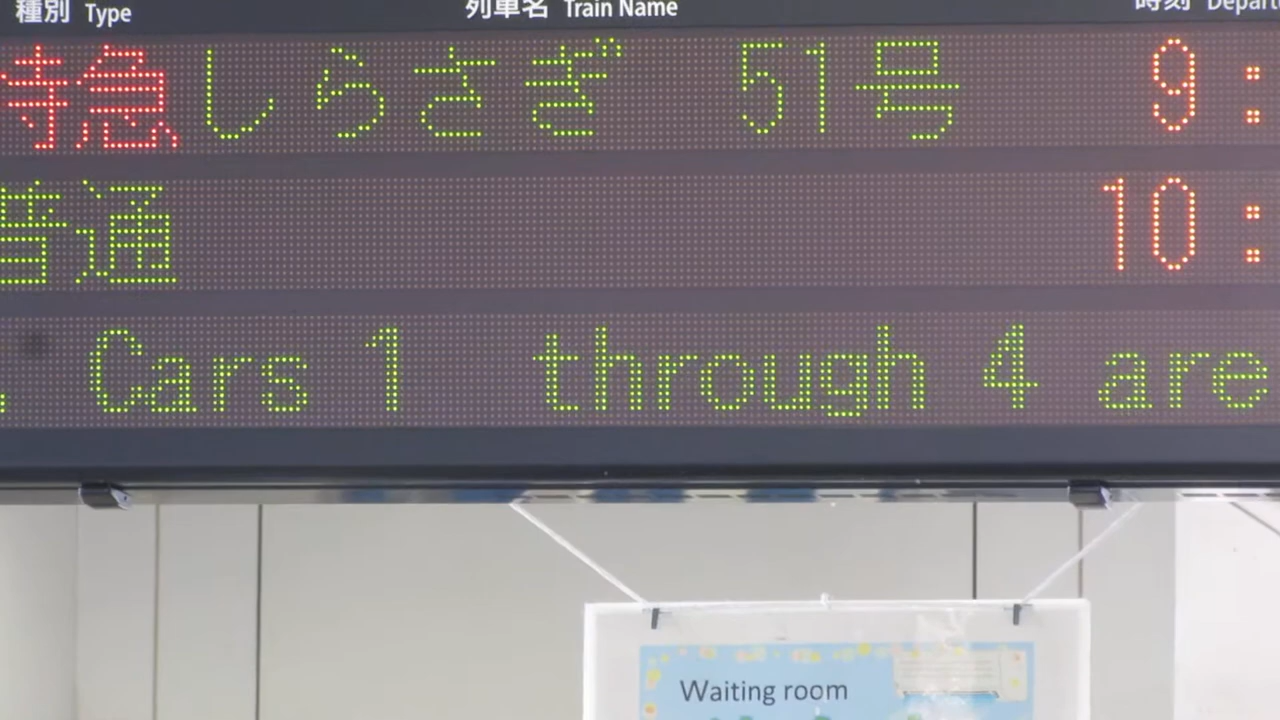 種別 Type 列車名 Train Name 時刻
特急 しらさぎ 51号 9:
普通 10:
Cars 1 through 4 are
Waiting room